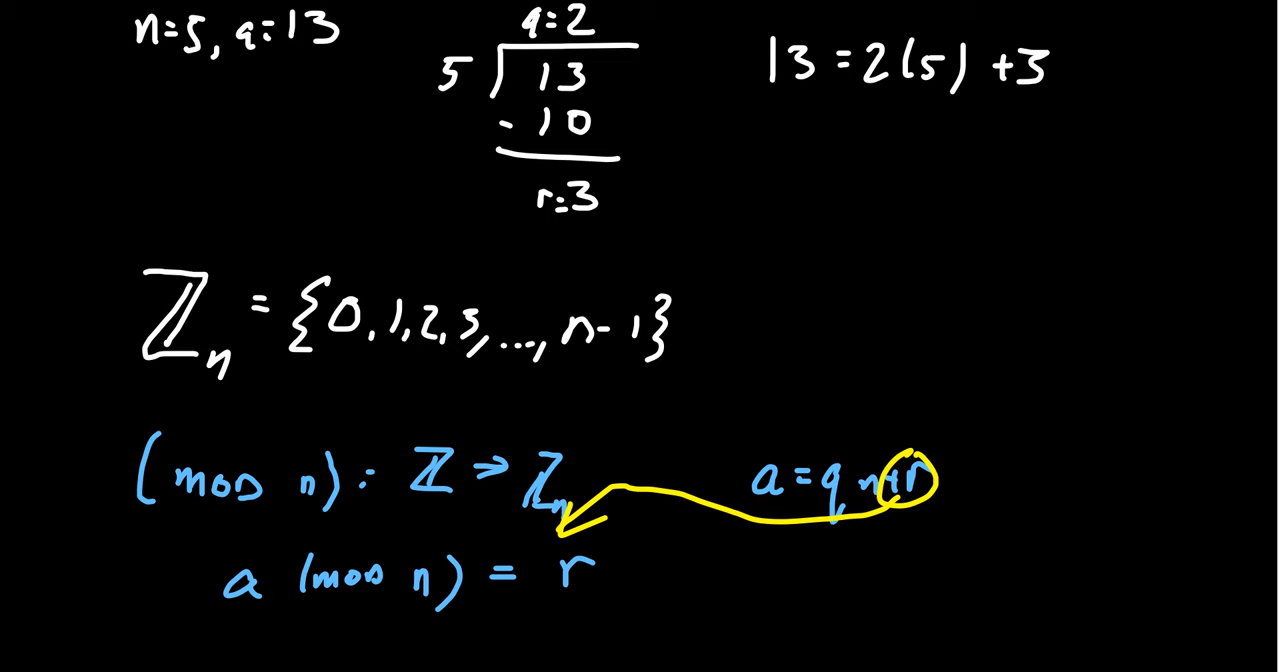 n=5, a=13
q=2
5 13
13=2(5)+3
-10
r=3
ℤn = {0,1,2,3,...,n-1}
(mod n): ℤ → ℤn
a=qn+r
a (mod n) = r